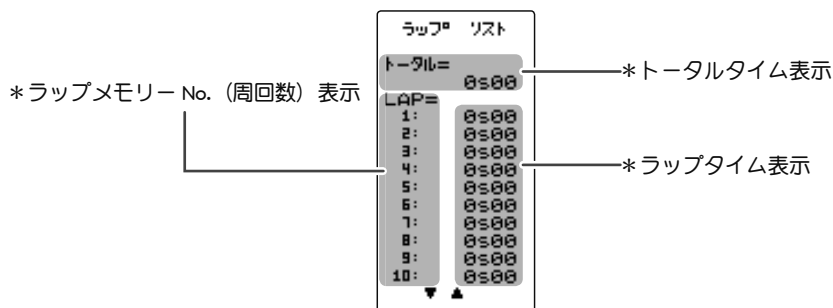 ラップ リスト
トータル=
0s00
*トータルタイム表示
*ラップメモリー No.(周回数)表示
LAP=
1: 0s00
2: 0s00
3: 0s00
4: 0s00
*ラップタイム表示
5: 0s00
6: 0s00
7: 0s00
8: 0s00
9: 0s00
10: 0s00
▼ ▲